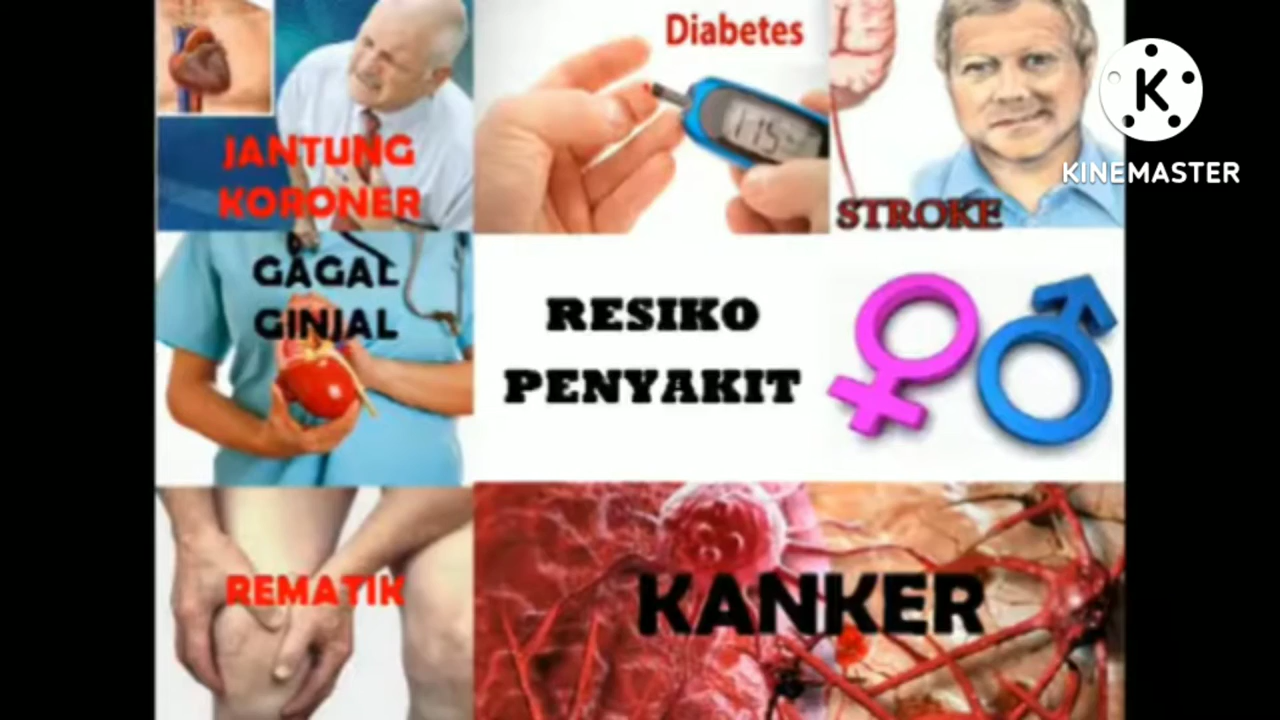 Diabetes
JANTUNG
KORONER
STROKE
K
KINEMASTER
GAGAL
GINJAL
RESIKO
PENYAKIT
REMATIK
KANKER